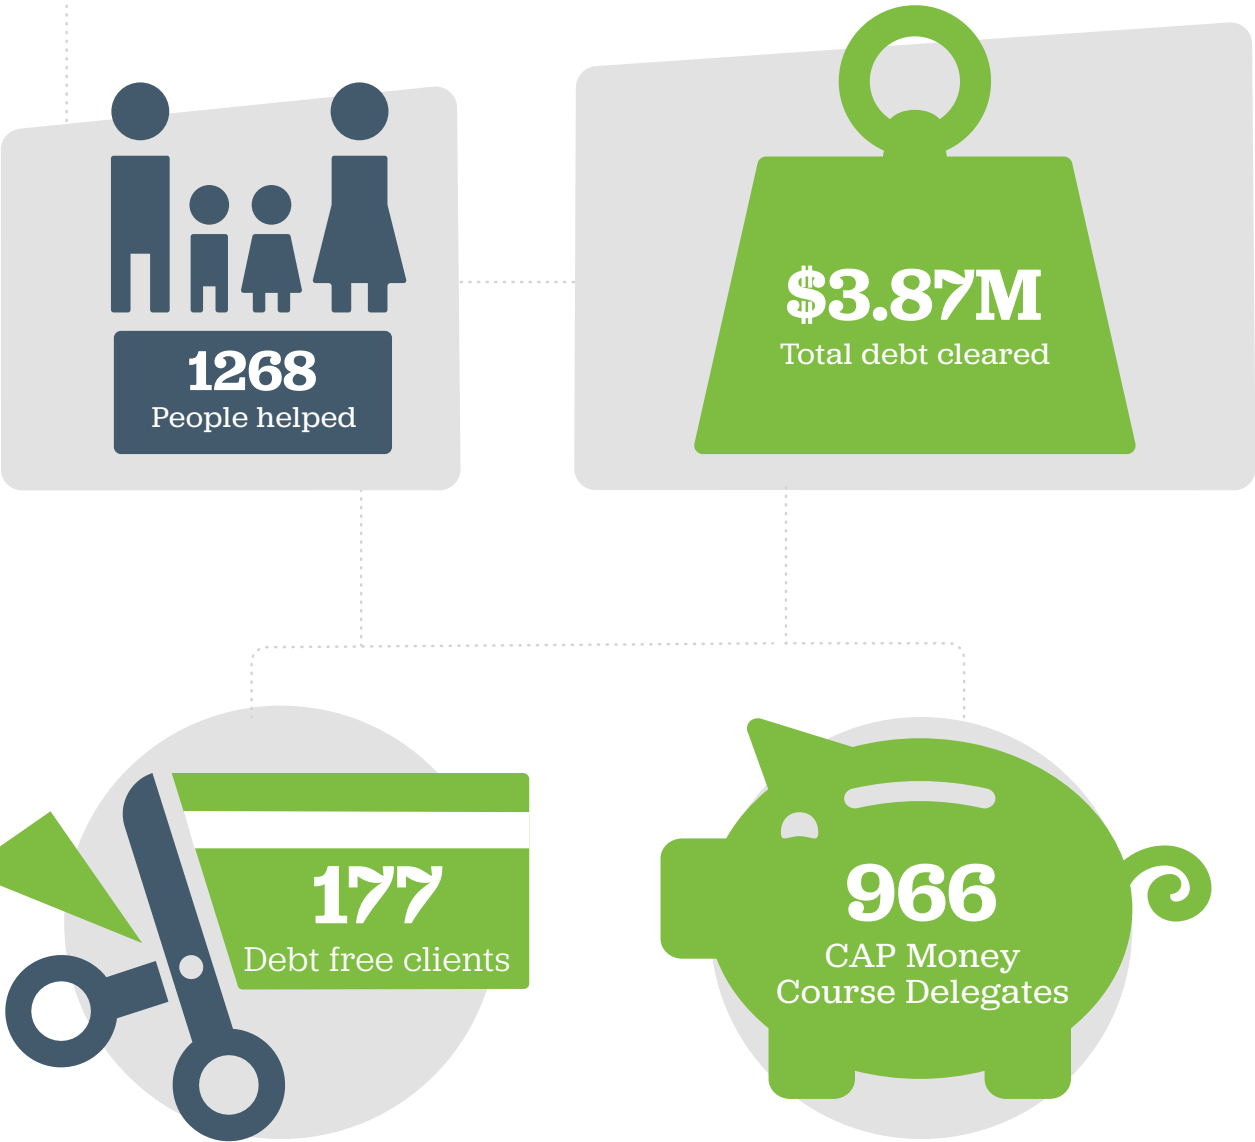 1268
People helped
$3.87M
Total debt cleared
177
Debt free clients
966
CAP Money
Course Delegates